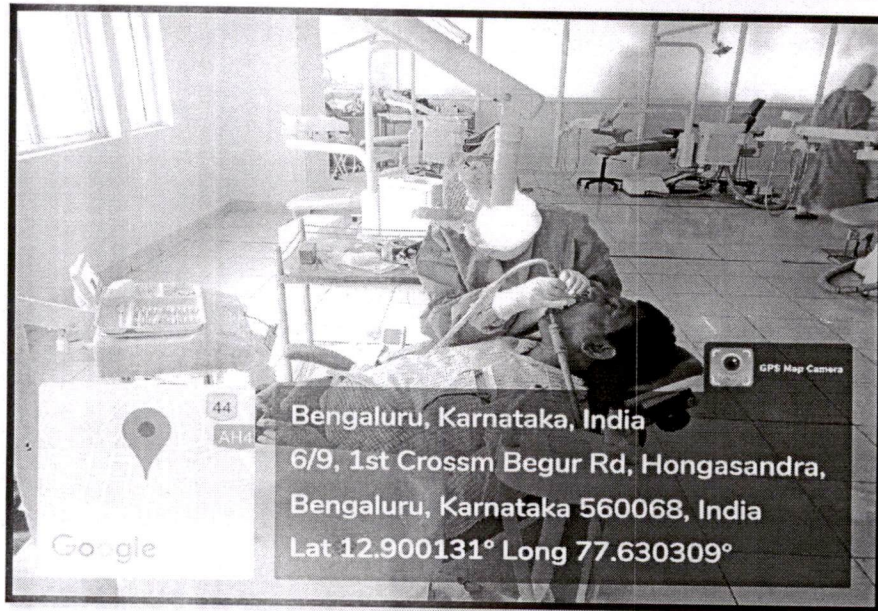 GPS Map Camera
44
AH4
Google
Bengaluru, Karnataka, India
6/9, 1st Crossm Begur Rd, Hongasandra,
Bengaluru, Karnataka 560068, India
Lat 12.900131° Long 77.630309°